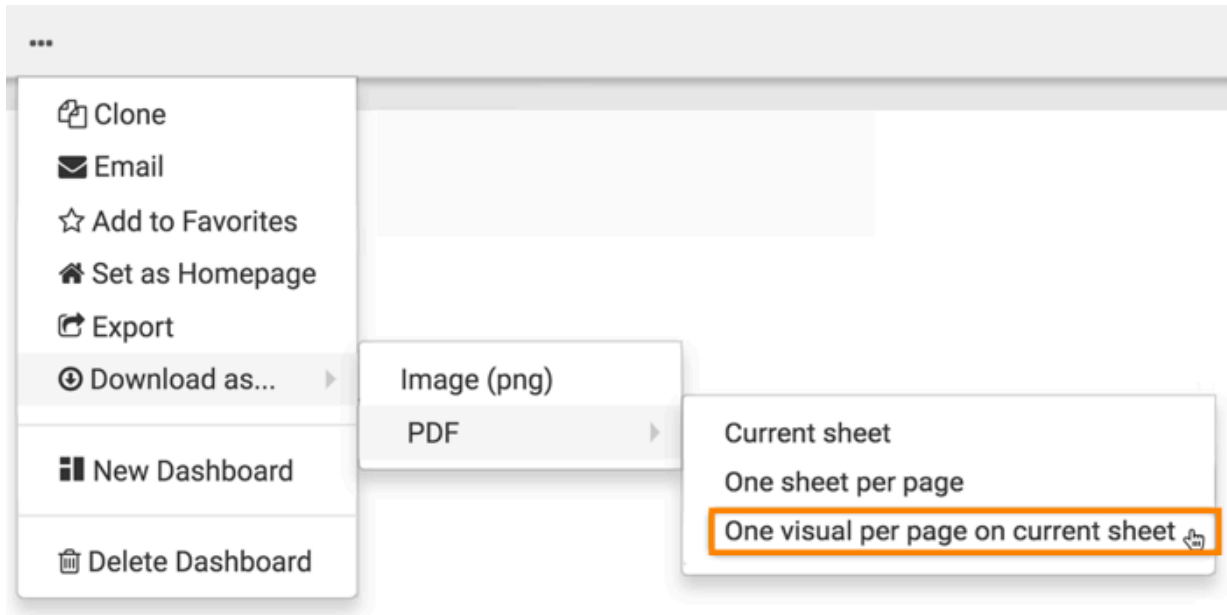 Clone
Email
Add to Favorites
Set as Homepage
Export
Download as...
Image (png)
PDF
Current sheet
One sheet per page
One visual per page on current sheet
New Dashboard
Delete Dashboard